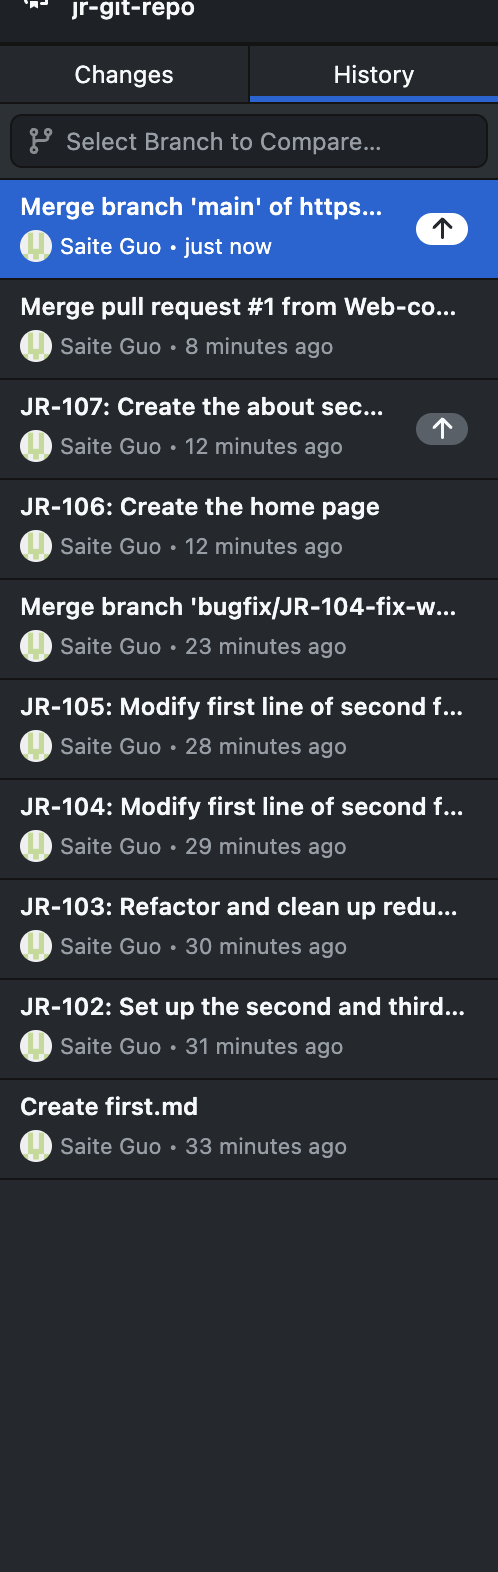 jr-git-repo
Changes
History
Select Branch to Compare...
Merge branch 'main' of https...
Saite Guo • just now
Merge pull request #1 from Web-co...
Saite Guo • 8 minutes ago
JR-107: Create the about sec...
Saite Guo • 12 minutes ago
JR-106: Create the home page
Saite Guo • 12 minutes ago
Merge branch 'bugfix/JR-104-fix-w...
Saite Guo • 23 minutes ago
JR-105: Modify first line of second f...
Saite Guo • 28 minutes ago
JR-104: Modify first line of second f...
Saite Guo • 29 minutes ago
JR-103: Refactor and clean up redu...
Saite Guo • 30 minutes ago
JR-102: Set up the second and third...
Saite Guo • 31 minutes ago
Create first.md
Saite Guo • 33 minutes ago